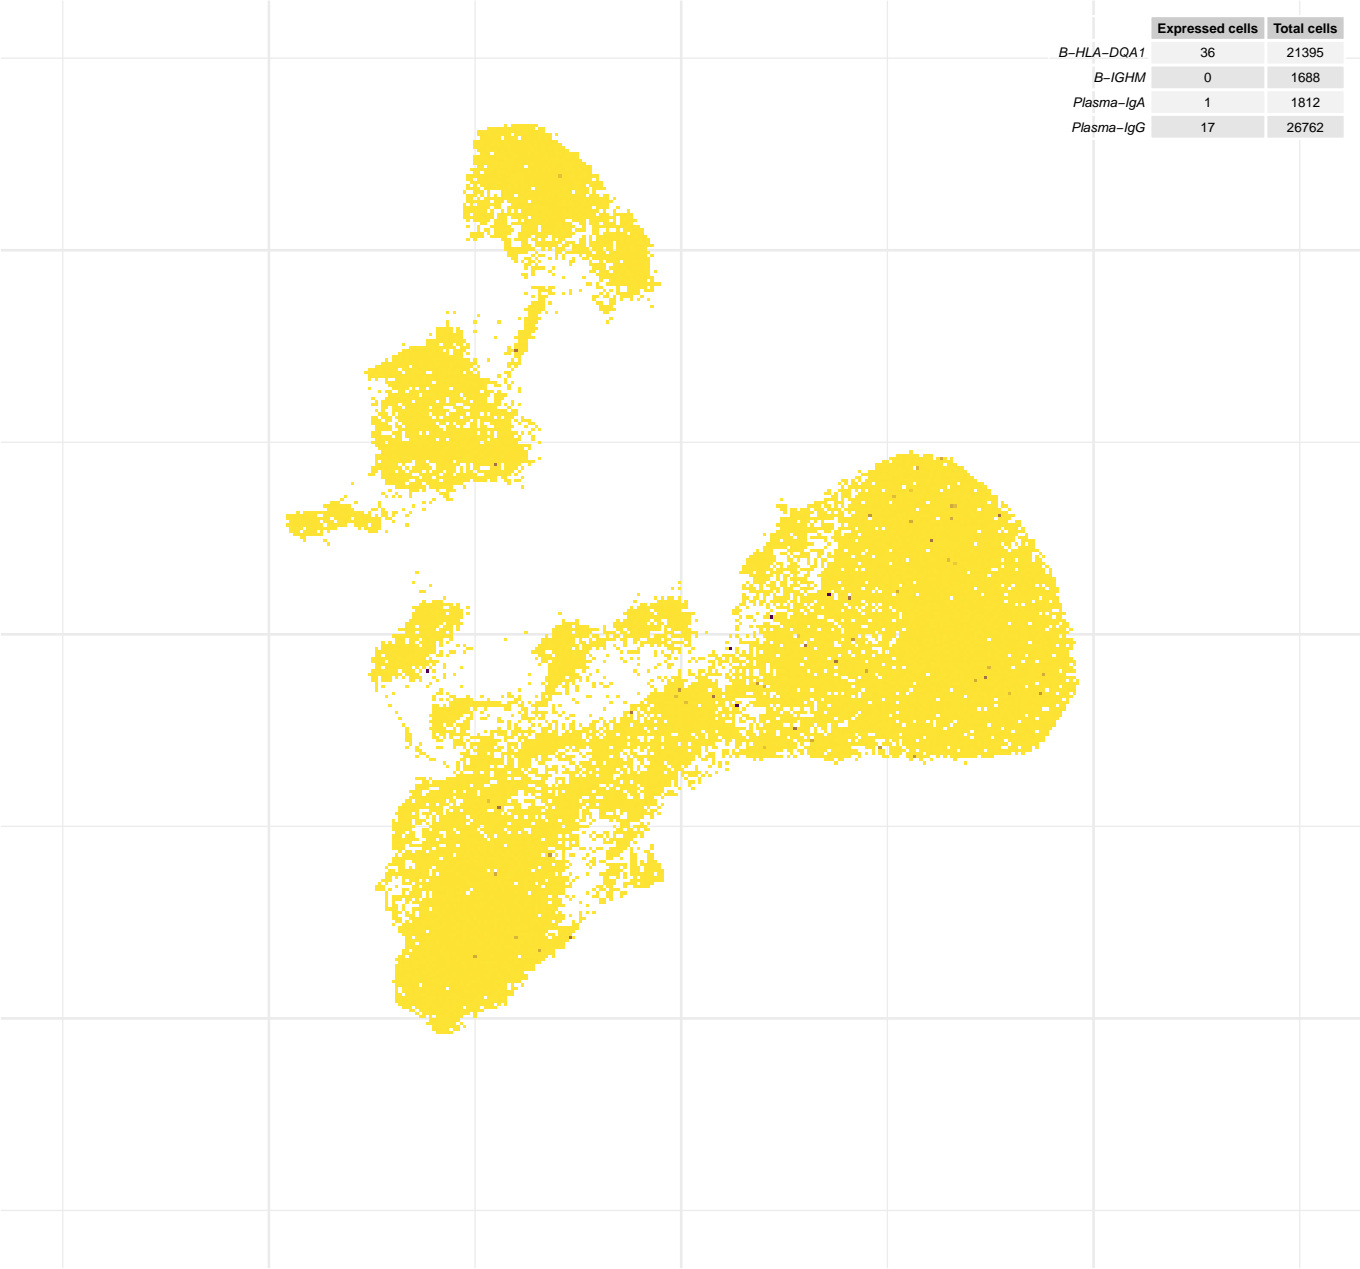 Expressed cells Total cells
B–HLA–DQA1 36 21395
B–IGHM 0 1688
Plasma–IgA 1 1812
Plasma–IgG 17 26762